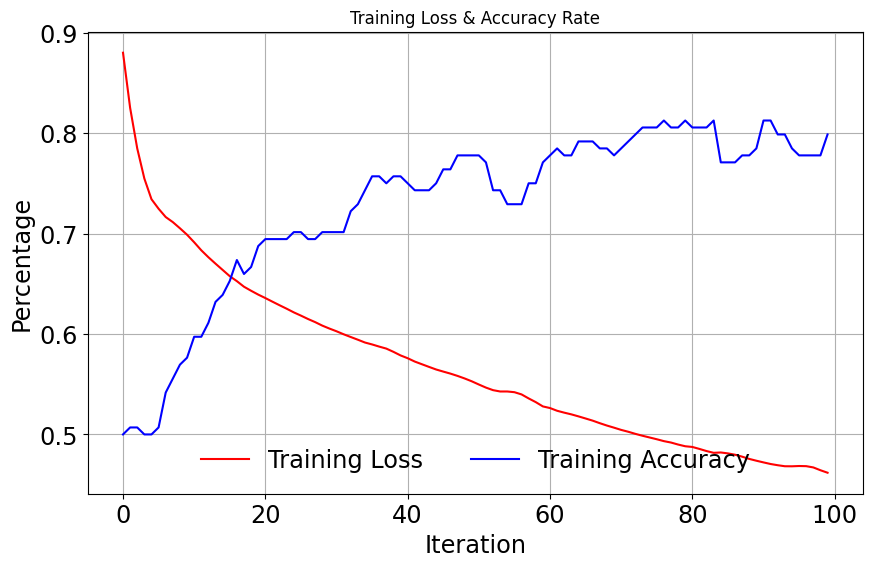 Training Loss & Accuracy Rate
0.9
0.8
0.7
0.6
0.5
Percentage
Training Loss Training Accuracy
0 20 40 60 80 100
Iteration